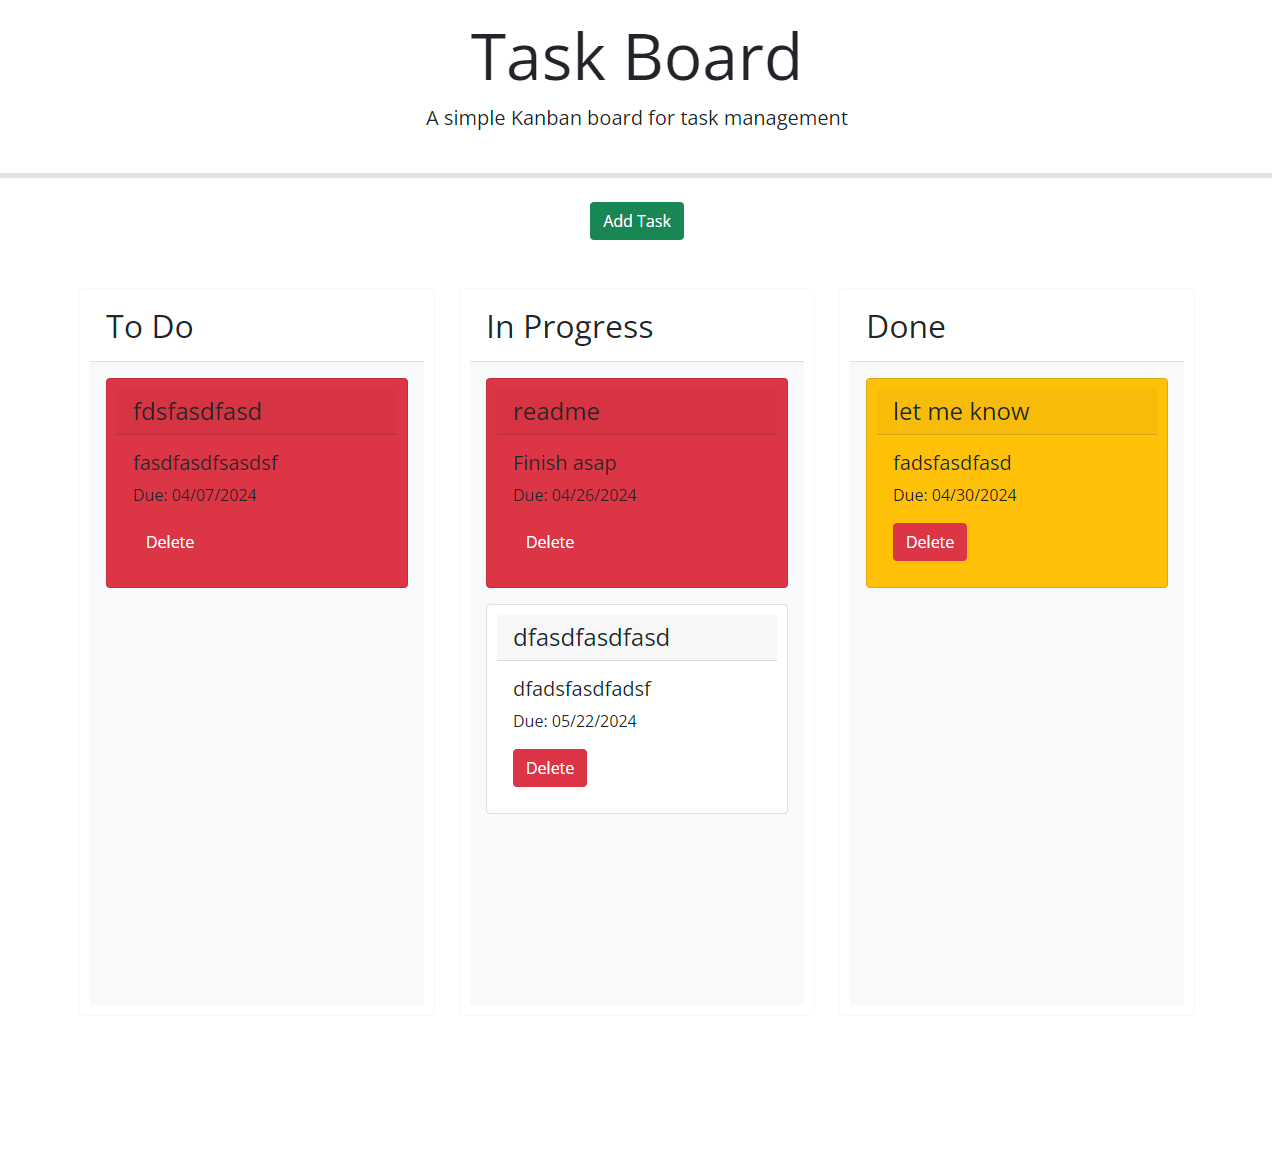 Task Board
A simple Kanban board for task management
Add Task
To Do
fdsfasdfasd
fasdfasdfsasdsf
Due: 04/07/2024
Delete
In Progress
readme
Finish asap
Due: 04/26/2024
Delete
dfasdfasdfasd
dfadsfasdfadsf
Due: 05/22/2024
Delete
Done
let me know
fadsfasdfasd
Due: 04/30/2024
Delete